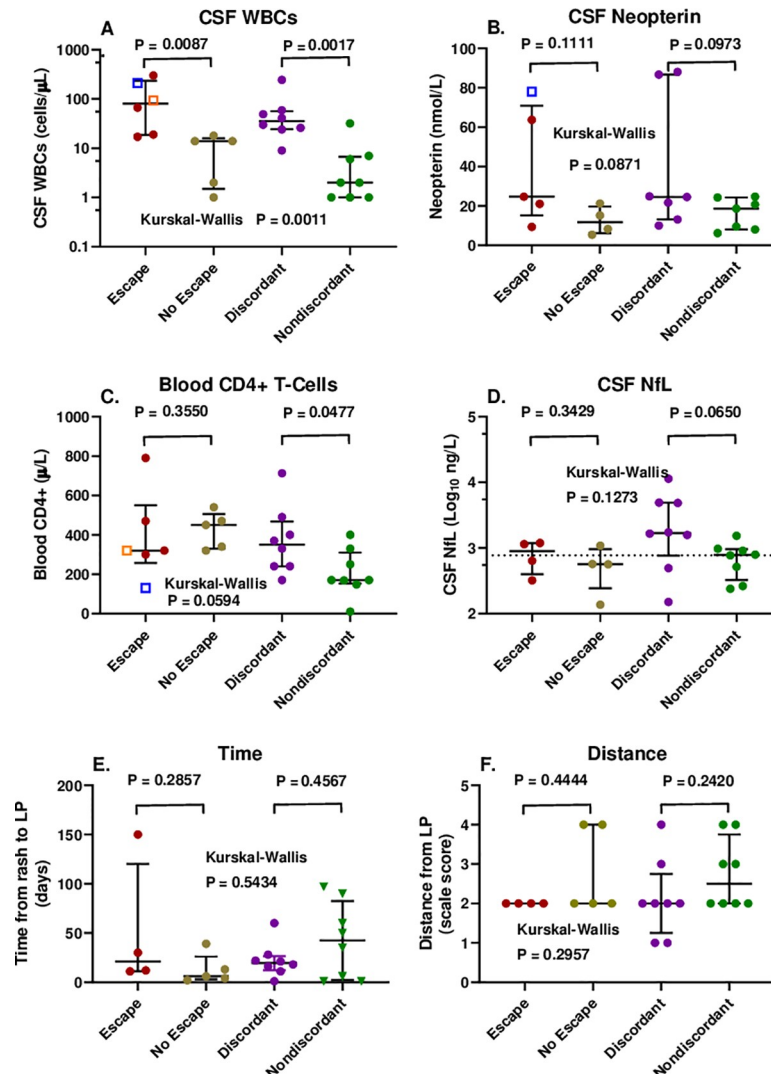 A
CSF WBCs
P = 0.0087
P = 0.0017
1000
100
10
1
0.1
CSF WBCs (cells/µL)
Kurskal-Wallis P = 0.0011
Escape
No Escape
Discordant
Nondiscordant
B.
CSF Neopterin
P = 0.1111
P = 0.0973
100
80
60
40
20
0
Neopterin (nmol/L)
Kurskal-Wallis
P = 0.0871
Escape
No Escape
Discordant
Nondiscordant
C.
Blood CD4+ T-Cells
P = 0.3550
P = 0.0477
1000
800
600
400
200
0
Blood CD4+ (µ/L)
Kurskal-Wallis
P = 0.0594
Escape
No Escape
Discordant
Nondiscordant
D.
CSF NfL
P = 0.3429
P = 0.0650
5
4
3
2
CSF NfL (Log10 ng/L)
Kurskal-Wallis
P = 0.1273
Escape
No Escape
Discordant
Nondiscordant
E.
Time
P = 0.2857
P = 0.4567
200
150
100
50
0
Time from rash to LP
(days)
Kurskal-Wallis
P = 0.5434
Escape
No Escape
Discordant
Nondiscordant
F.
Distance
P = 0.4444
P = 0.2420
5
4
3
2
1
0
Distance from LP
(scale score)
Kurskal-Wallis
P = 0.2957
Escape
No Escape
Discordant
Nondiscordant